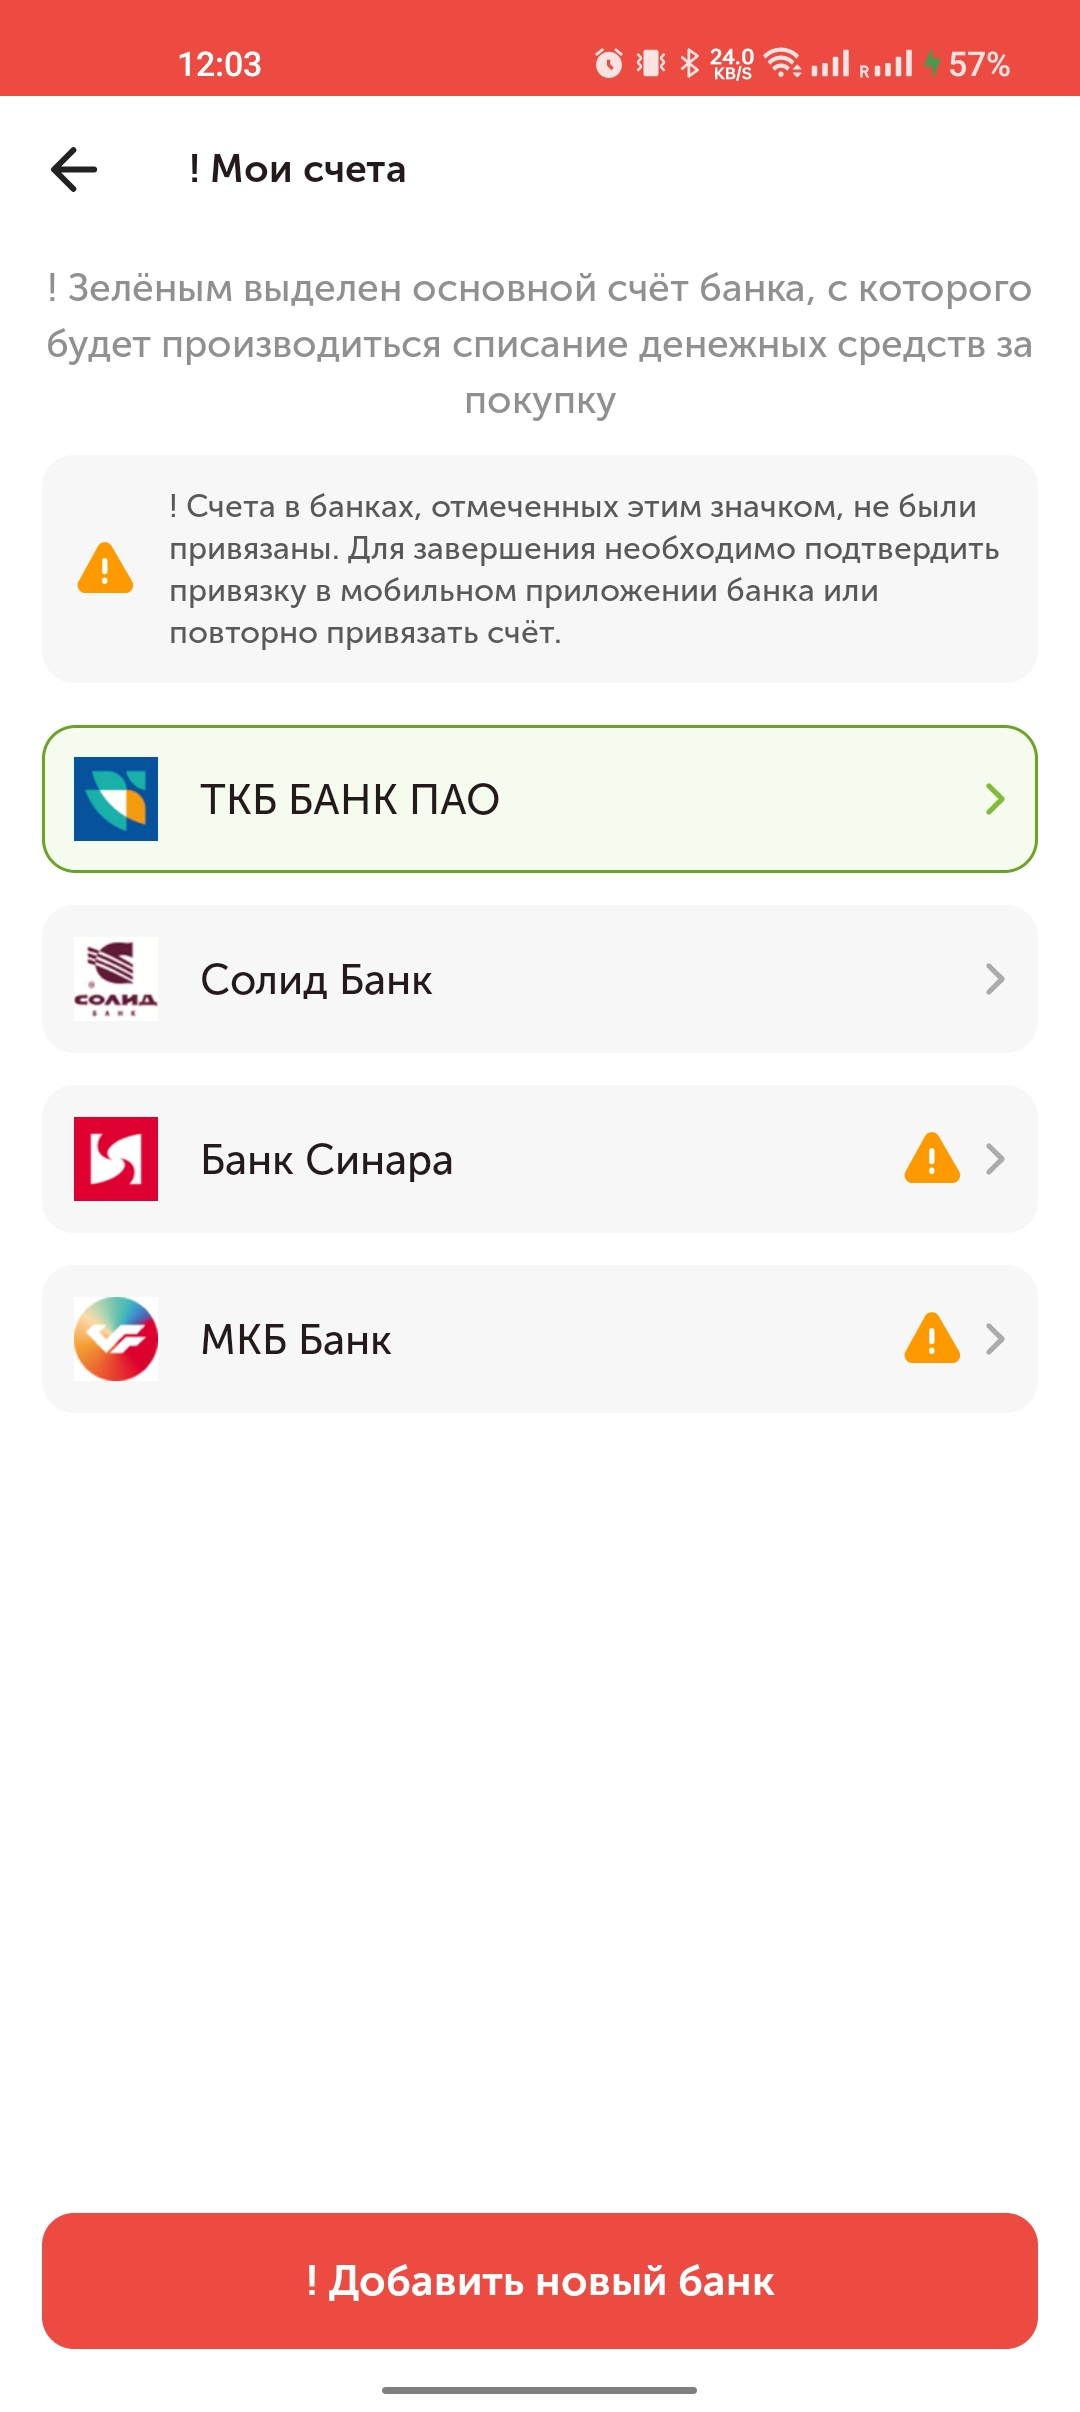 12:03
24.0
KB/S
R
57%
! Мои счета
! Зелёным выделен основной счёт банка, с которого
будет производиться списание денежных средств за
покупку
! Счета в банках, отмеченных этим значком, не были
привязаны. Для завершения необходимо подтвердить
привязку в мобильном приложении банка или
повторно привязать счёт.
ТКБ БАНК ПАО
СОЛИД
БАНК
Солид Банк
Банк Синара
МКБ Банк
! Добавить новый банк